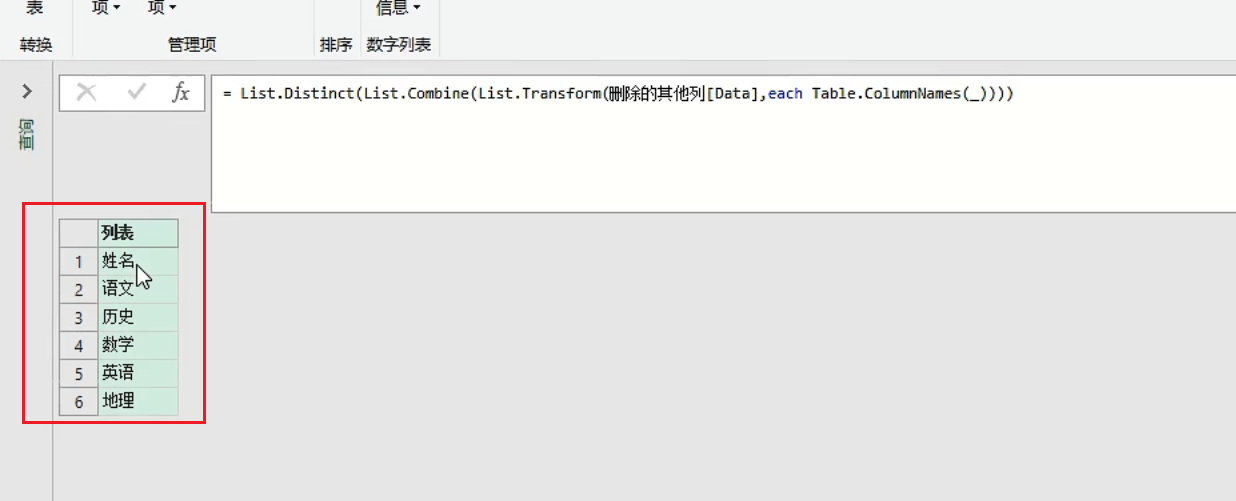 表 项 项 信息
转换 管理项 排序 数字列表
fx = List.Distinct(List.Combine(List.Transform(删除的其他列[Data],each Table.ColumnNames(_))))
查询
列表
1 姓名
2 语文
3 历史
4 数学
5 英语
6 地理